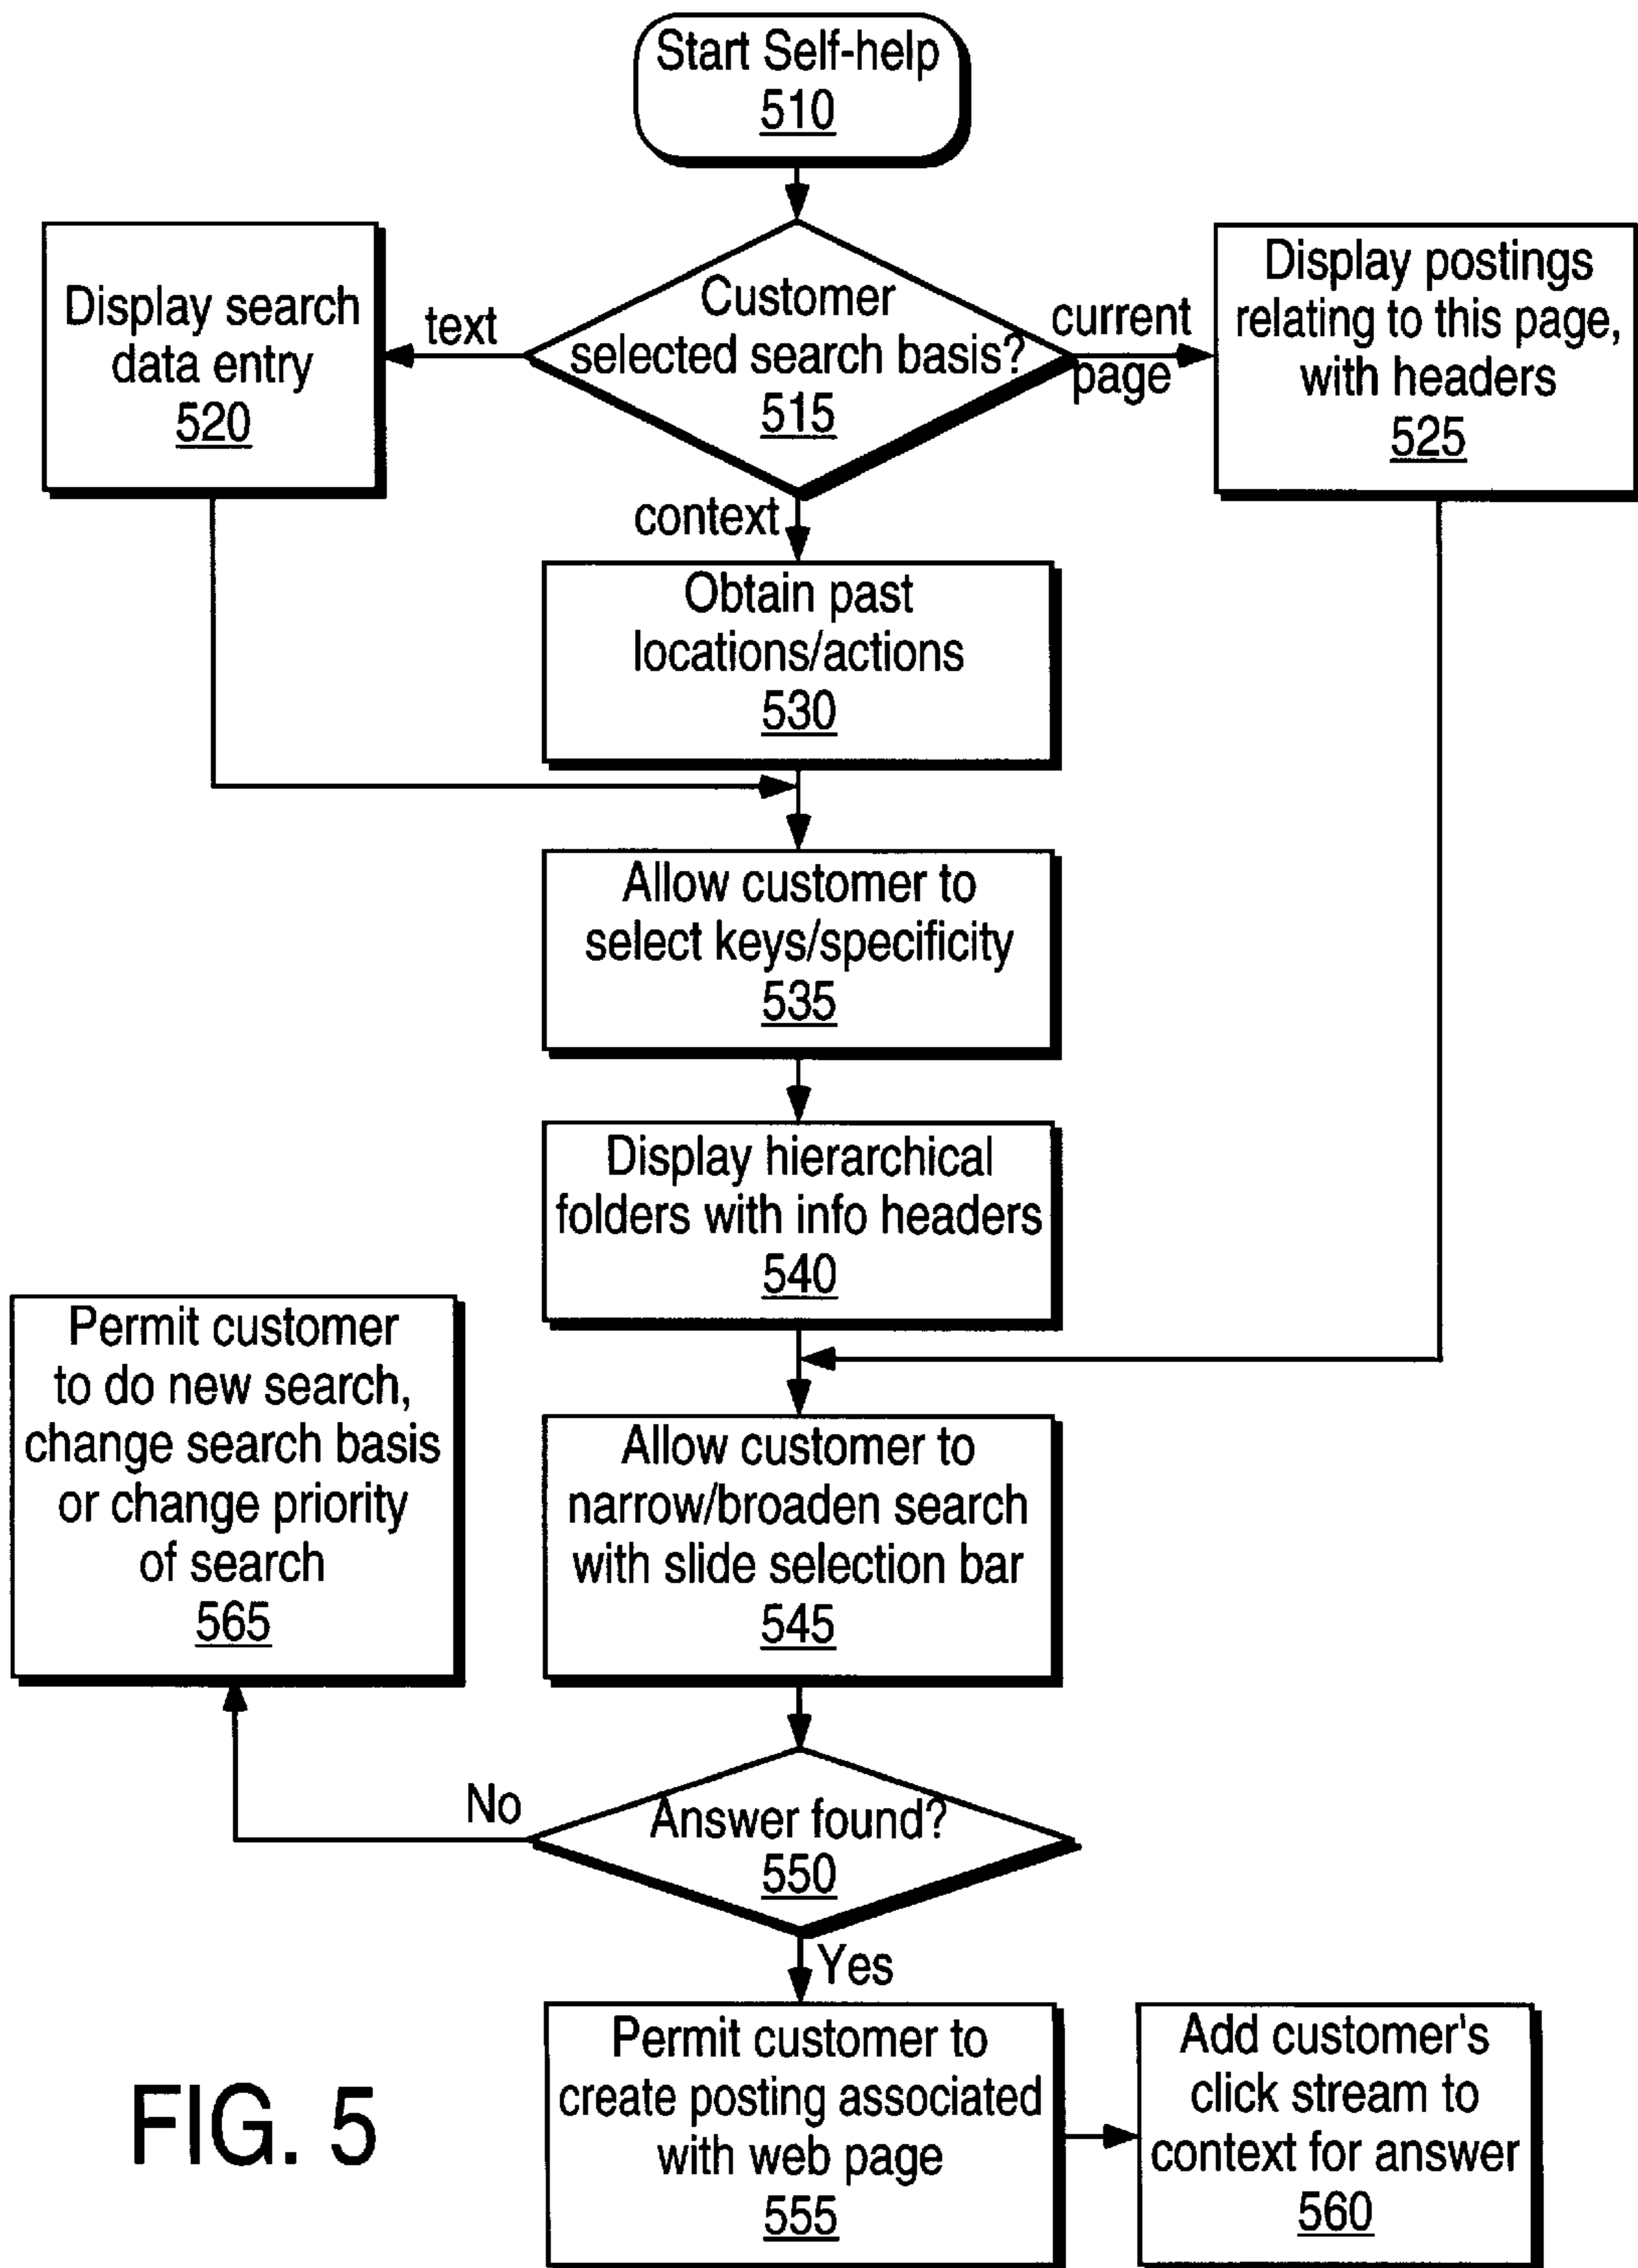 Start Self-help
510
Customer
selected search basis?
515
text
Display search
data entry
520
current
page
Display postings
relating to this page,
with headers
525
context
Obtain past
locations/actions
530
Allow customer to
select keys/specificity
535
Display hierarchical
folders with info headers
540
Allow customer to
narrow/broaden search
with slide selection bar
545
Answer found?
550
No
Permit customer
to do new search,
change search basis
or change priority
of search
565
Yes
Permit customer to
create posting associated
with web page
555
Add customer's
click stream to
context for answer
560
FIG. 5